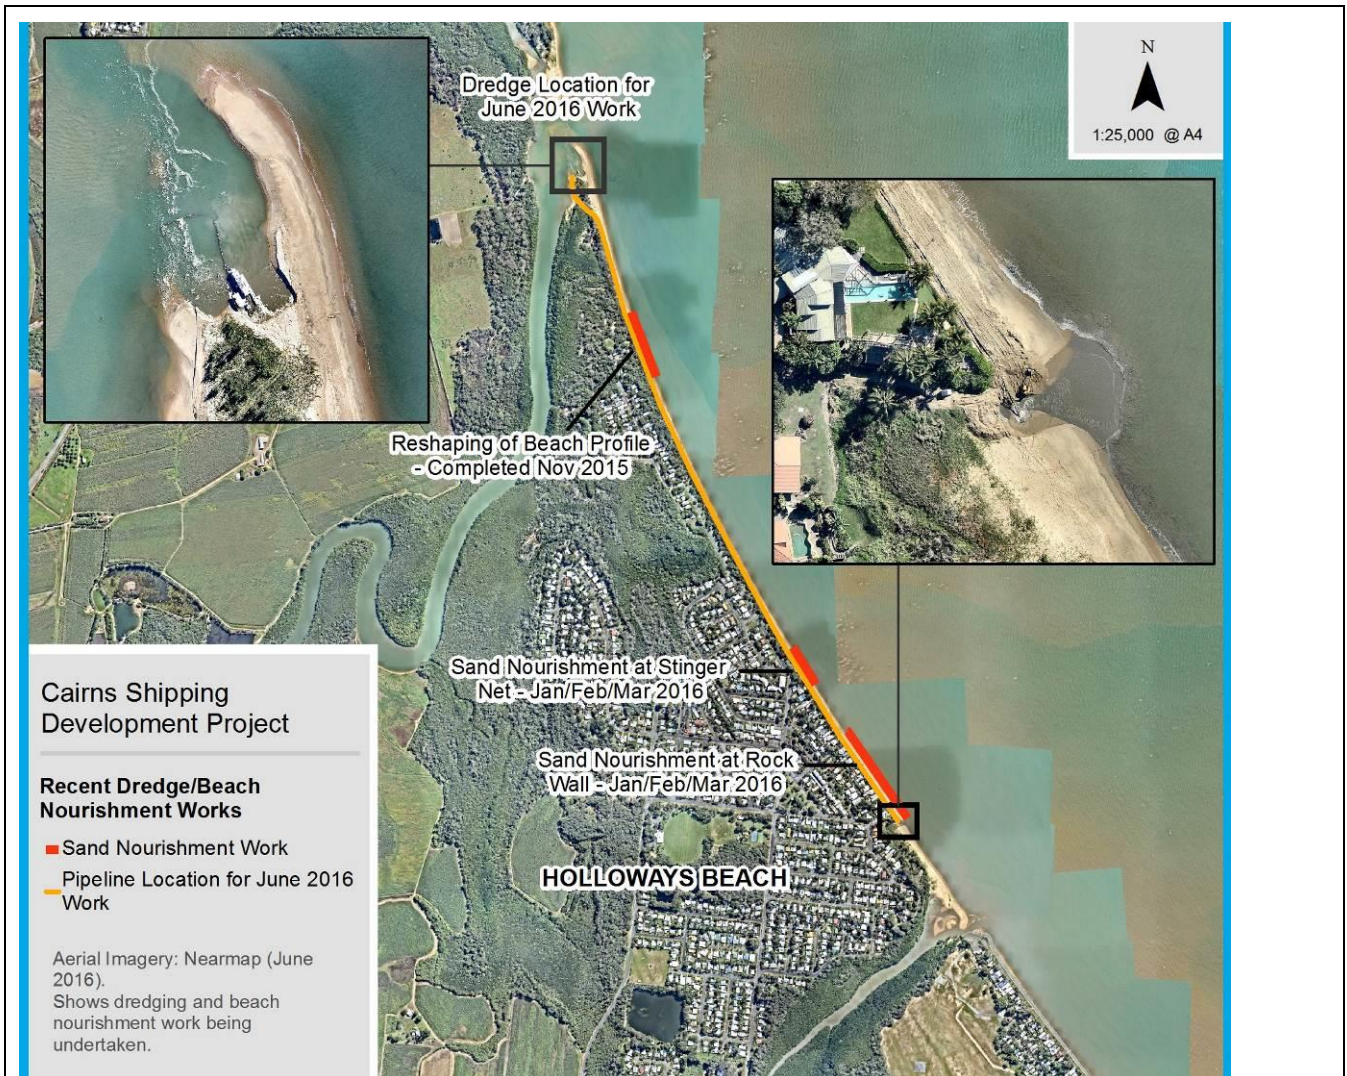 Dredge Location for
June 2016 Work
N
1:25,000 @ A4
Reshaping of Beach Profile
- Completed Nov 2015
Sand Nourishment at Stinger
Net - Jan/Feb/Mar 2016
Sand Nourishment at Rock
Wall - Jan/Feb/Mar 2016
HOLLOWAYS BEACH
Cairns Shipping
Development Project
Recent Dredge/Beach
Nourishment Works
Sand Nourishment Work
Pipeline Location for June 2016
Work
Aerial Imagery: Nearmap (June
2016).
Shows dredging and beach
nourishment work being
undertaken.